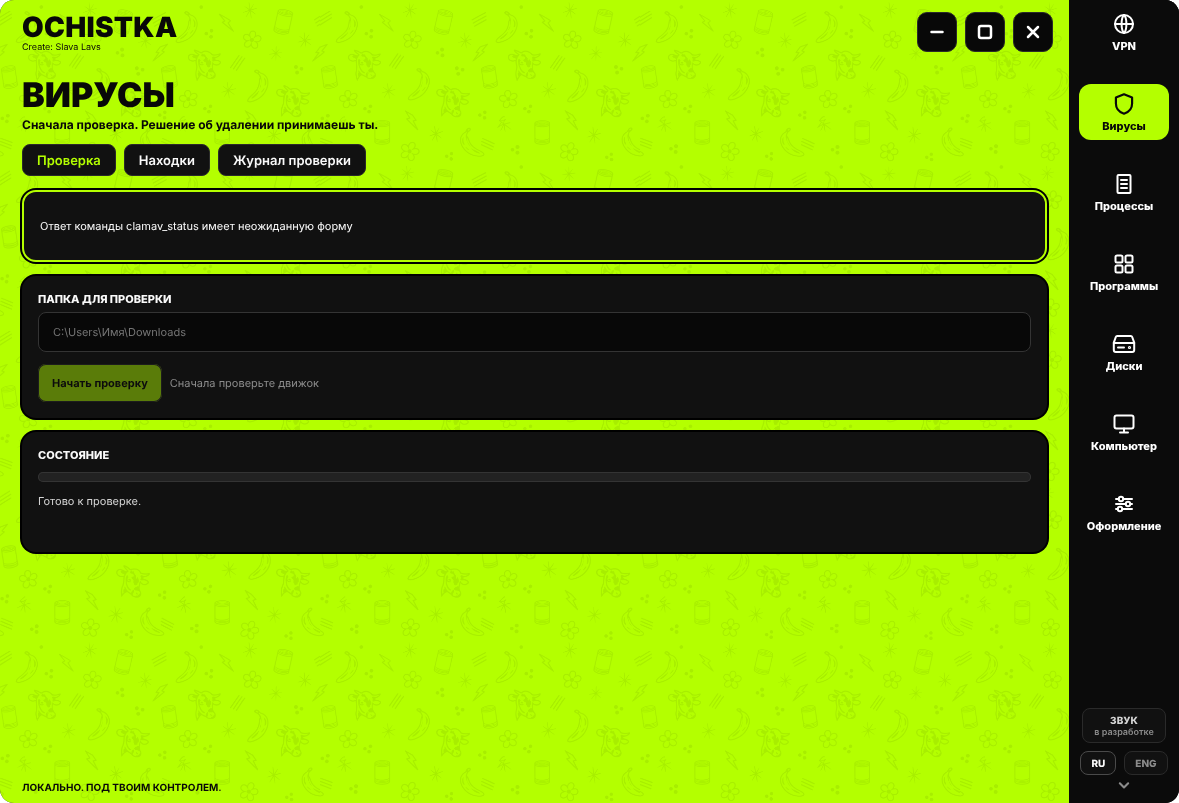 OCHISTKA
Create: Slava Lavs
ВИРУСЫ
Сначала проверка. Решение об удалении принимаешь ты.
Проверка
Находки
Журнал проверки
Ответ команды clamav_status имеет неожиданную форму
ПАПКА ДЛЯ ПРОВЕРКИ
C:\Users\Имя\Downloads
Начать проверку
Сначала проверьте движок
СОСТОЯНИЕ
Готово к проверке.
ЛОКАЛЬНО. ПОД ТВОИМ КОНТРОЛЕМ.
VPN
Вирусы
Процессы
Программы
Диски
Компьютер
Оформление
ЗВУК
в разработке
RU
ENG